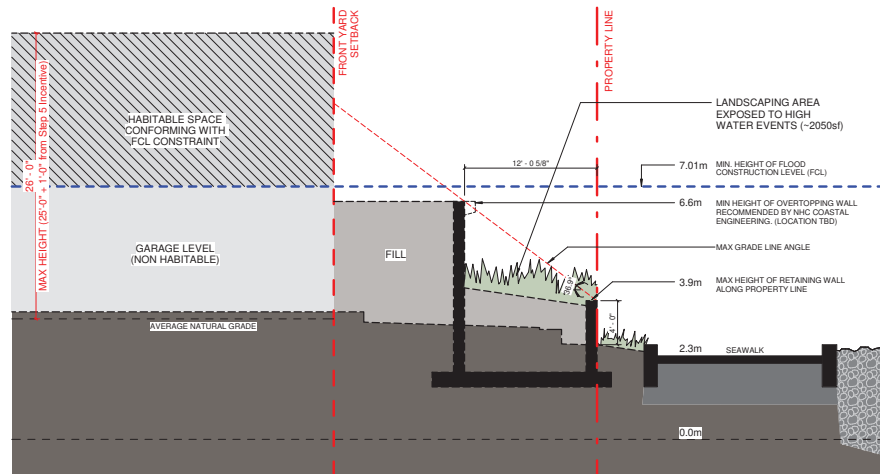 FRONT YARD
SETBACK
PROPERTY LINE
MAX HEIGHT (25'-0" + 1'-0" from Step 5 Incentive)
26' - 0"
HABITABLE SPACE
CONFORMING WITH
FCL CONSTRAINT
LANDSCAPING AREA
EXPOSED TO HIGH
WATER EVENTS (~2050sf)
12' - 0 5/8"
7.01m
MIN. HEIGHT OF FLOOD
CONSTRUCTION LEVEL (FCL)
6.6m
MIN HEIGHT OF OVERTOPPING WALL
RECOMMENDED BY NHC COASTAL
ENGINEERING. (LOCATION TBD)
GARAGE LEVEL
(NON HABITABLE)
FILL
MAX GRADE LINE ANGLE
36.9°
3.9m
MAX HEIGHT OF RETAINING WALL
ALONG PROPERTY LINE
4' - 0"
AVERAGE NATURAL GRADE
2.3m
SEAWALK
0.0m